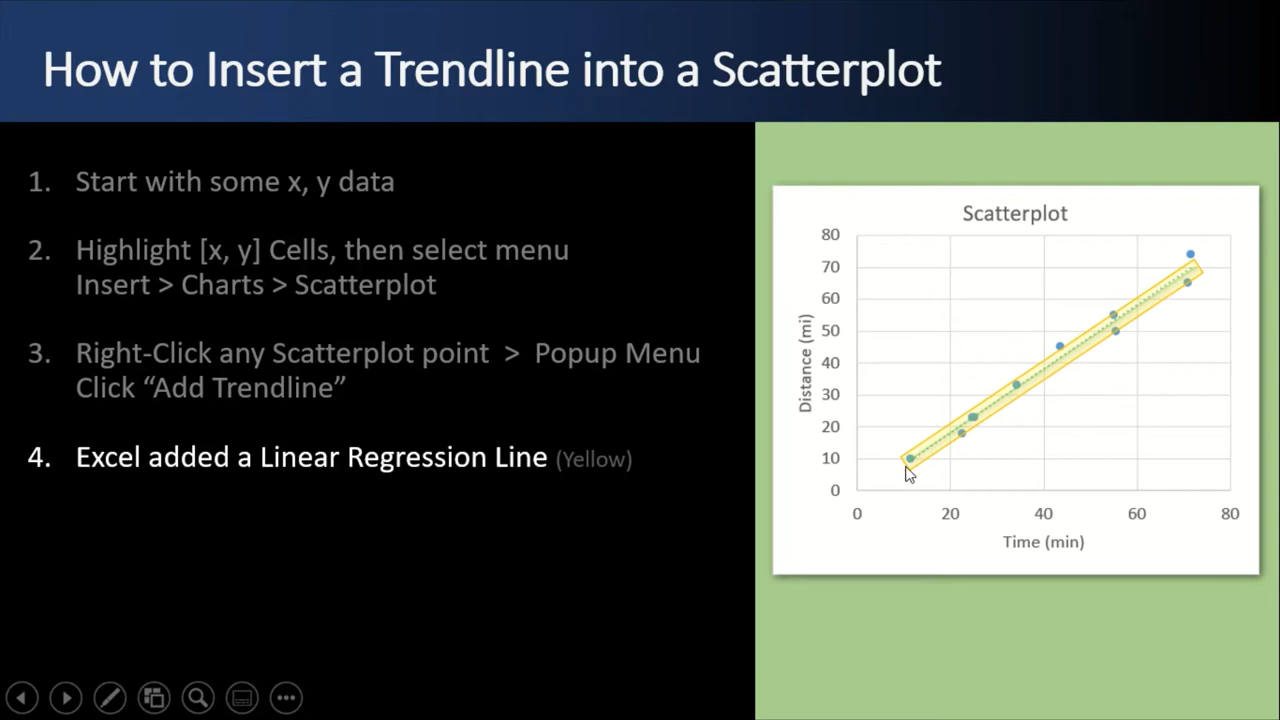 How to Insert a Trendline into a Scatterplot
1. Start with some x, y data
2. Highlight [x, y] Cells, then select menu
Insert > Charts > Scatterplot
3. Right-Click any Scatterplot point > Popup Menu
Click “Add Trendline”
4. Excel added a Linear Regression Line (Yellow)
Scatterplot
80
70
60
50
40
30
20
10
0
Distance (mi)
0 20 40 60 80
Time (min)